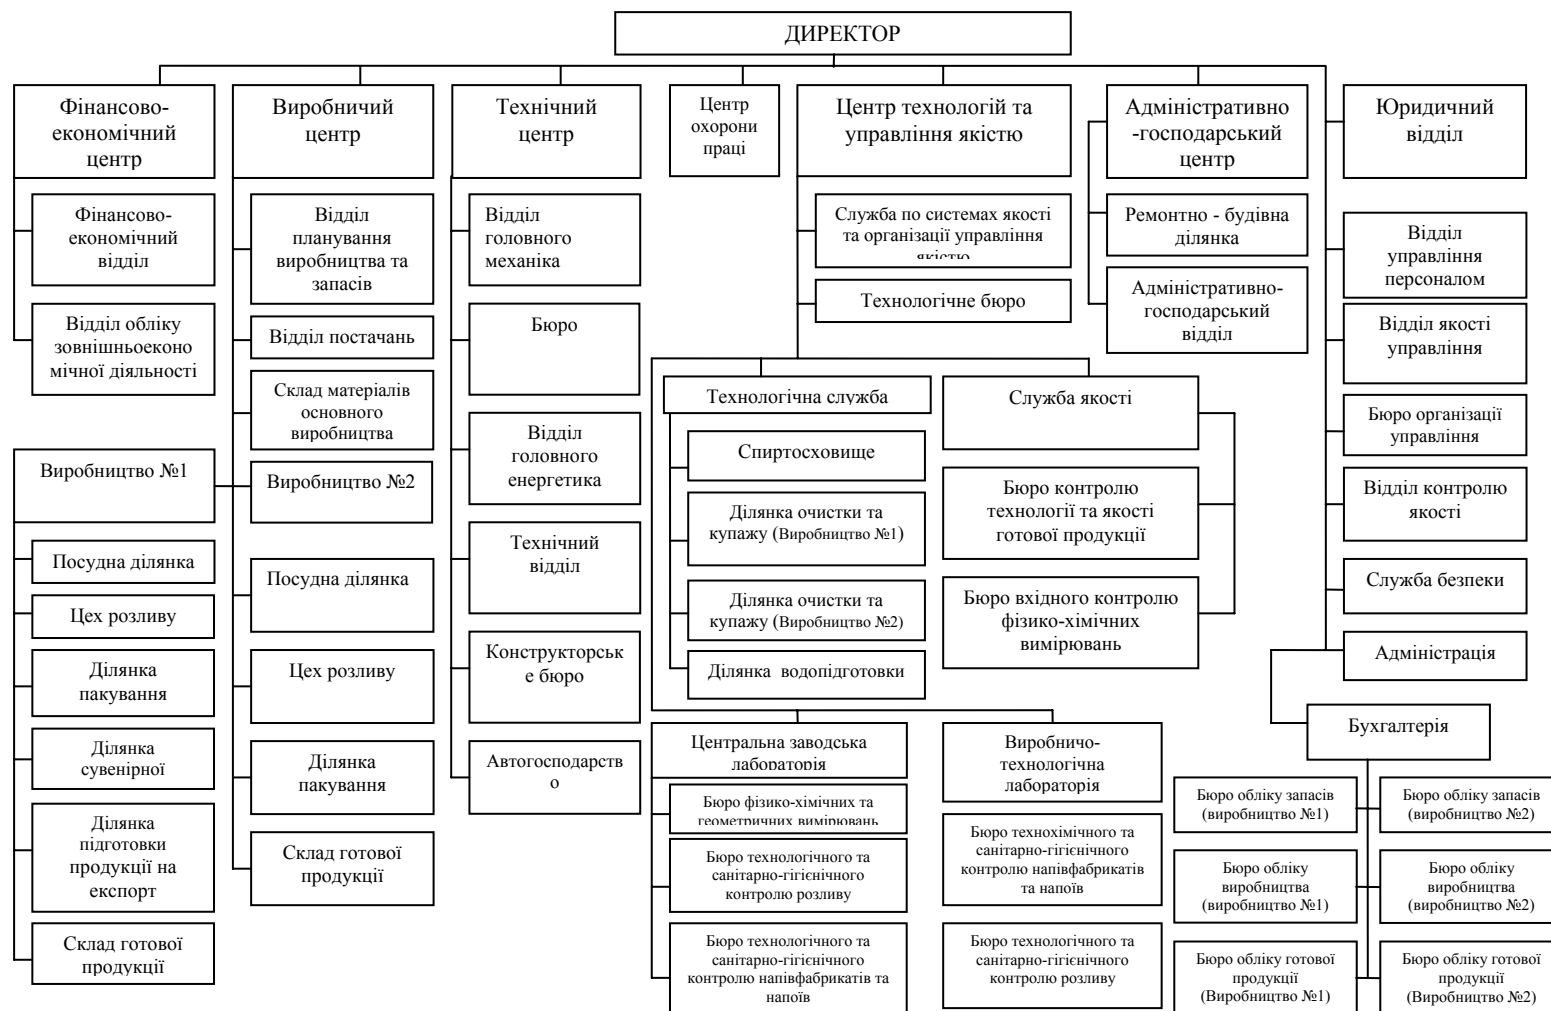 ДИРЕКТОР
Фінансово-
економічний
центр
Виробничий
центр
Технічний
центр
Центр
охорони
праці
Центр технологій та
управління якістю
Адміністративно
-господарський
центр
Юридичний
відділ
Фінансово-
економічний
відділ
Відділ обліку
зовнішньоеконо
мічної діяльності
Виробництво №1
Посудна ділянка
Цех розливу
Ділянка
пакування
Ділянка
сувенірної
Ділянка
підготовки
продукції на
експорт
Склад готової
продукції
Відділ
планування
виробництва та
запасів
Відділ постачань
Склад матеріалів
основного
виробництва
Виробництво №2
Посудна ділянка
Цех розливу
Ділянка
пакування
Склад готової
продукції
Відділ
головного
механіка
Бюро
Відділ
головного
енергетика
Технічний
відділ
Конструкторськ
е бюро
Автогосподарств
о
Служба по системах якості
та організації управління
якістю
Технологічне бюро
Технологічна служба
Спиртосховище
Ділянка очистки та
купажу (Виробництво №1)
Ділянка очистки та
купажу (Виробництво №2)
Ділянка водопідготовки
Служба якості
Бюро контролю
технології та якості
готової продукції
Бюро вхідного контролю
фізико-хімічних
вимірювань
Центральна заводська
лабораторія
Бюро фізико-хімічних та
геометричних вимірювань
Бюро технологічного та
санітарно-гігієнічного
контролю розливу
Бюро технологічного та
санітарно-гігієнічного
контролю напівфабрикатів та
напоїв
Виробничо-
технологічна
лабораторія
Бюро технохімічного та
санітарно-гігієнічного
контролю напівфабрикатів
та напоїв
Бюро технологічного та
санітарно-гігієнічного
контролю розливу
Ремонтно - будівна
ділянка
Адміністративно-
господарський
відділ
Відділ
управління
персоналом
Відділ якості
управління
Бюро організації
управління
Відділ контролю
якості
Служба безпеки
Адміністрація
Бухгалтерія
Бюро обліку запасів
(виробництво №1)
Бюро обліку запасів
(виробництво №2)
Бюро обліку
виробництва
(виробництво №1)
Бюро обліку
виробництва
(виробництво №2)
Бюро обліку готової
продукції
(Виробництво №1)
Бюро обліку готової
продукції
(Виробництво №2)